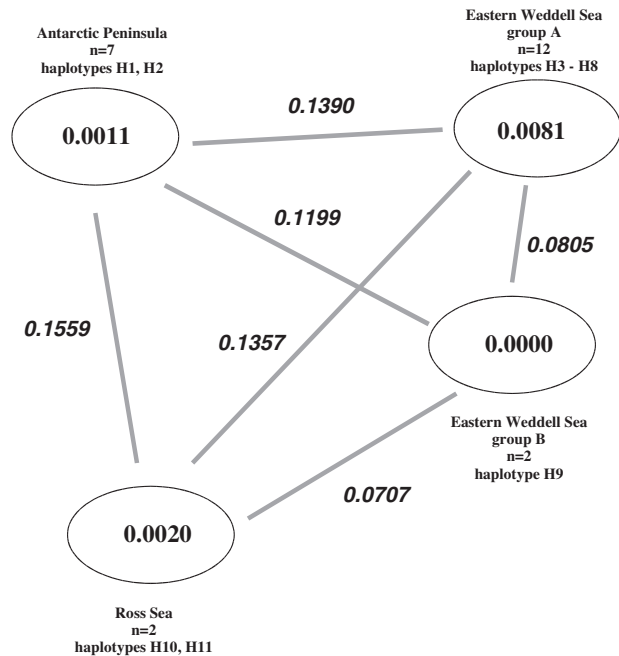 Antarctic Peninsula
n=7
haplotypes H1, H2
0.0011
Eastern Weddell Sea
group A
n=12
haplotypes H3 - H8
0.0081
0.1390
0.1199
0.0805
0.1559
0.1357
0.0000
Eastern Weddell Sea
group B
n=2
haplotype H9
0.0707
0.0020
Ross Sea
n=2
haplotypes H10, H11